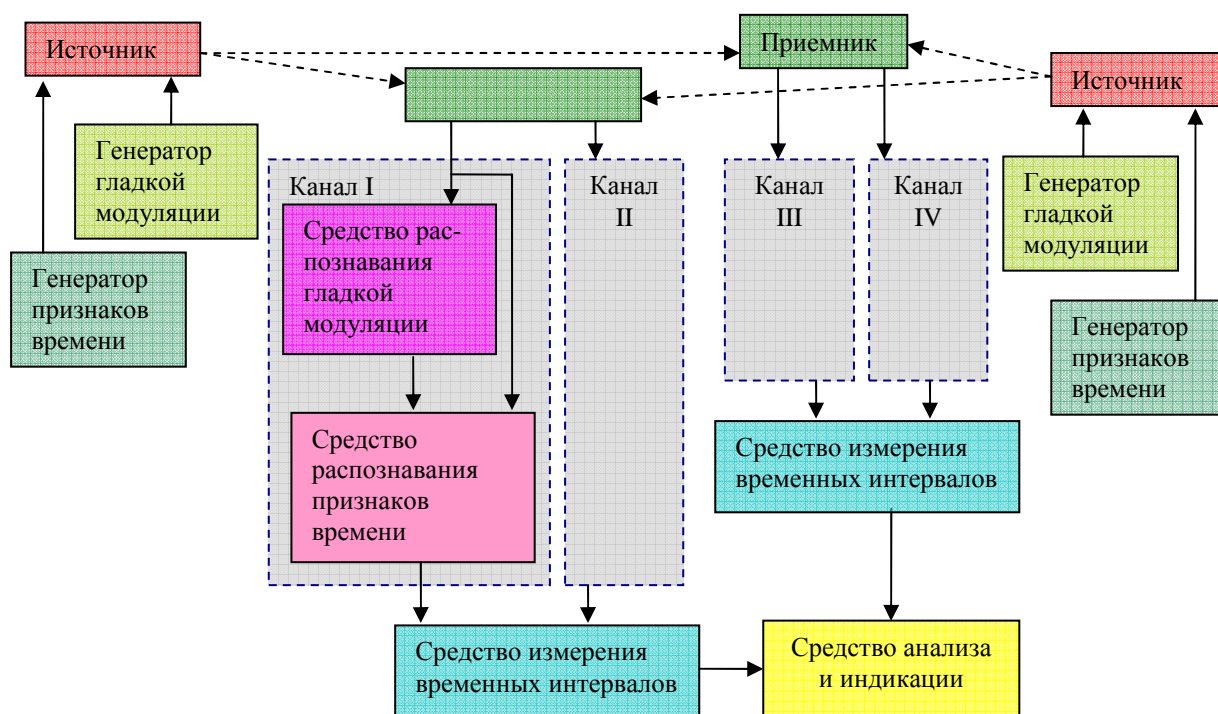 Источник
Приемник
Источник
Генератор
гладкой
модуляции
Генератор
признаков
времени
Канал I
Средство рас-
познавания
гладкой
модуляции
Средство
распознавания
признаков
времени
Канал
II
Канал
III
Канал
IV
Генератор
гладкой
модуляции
Генератор
признаков
времени
Средство измерения
временных интервалов
Средство измерения
временных интервалов
Средство анализа
и индикации